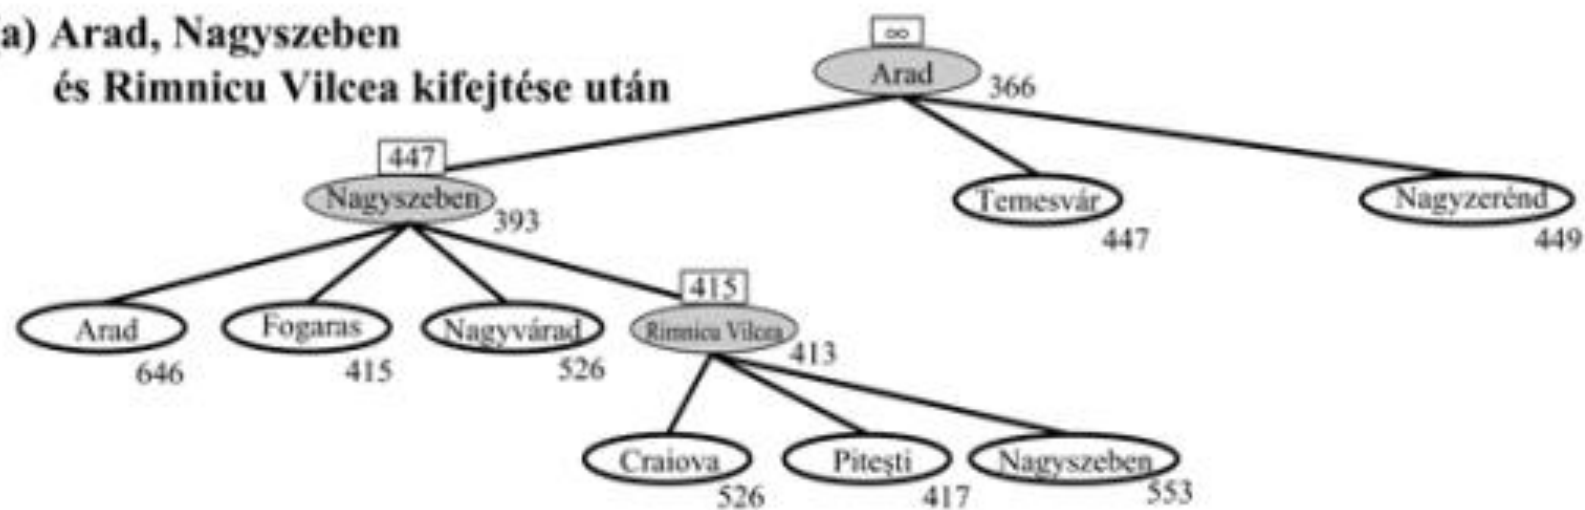 a) Arad, Nagyszeben
és Rimnicu Vilcea kifejtése után
∞
Arad 366
447
Nagyszeben 393
Temesvár 447
Nagyzerénd 449
Arad 646
Fogaras 415
Nagyvárad 526
415
Rimnicu Vilcea 413
Craiova 526
Pitești 417
Nagyszeben 553